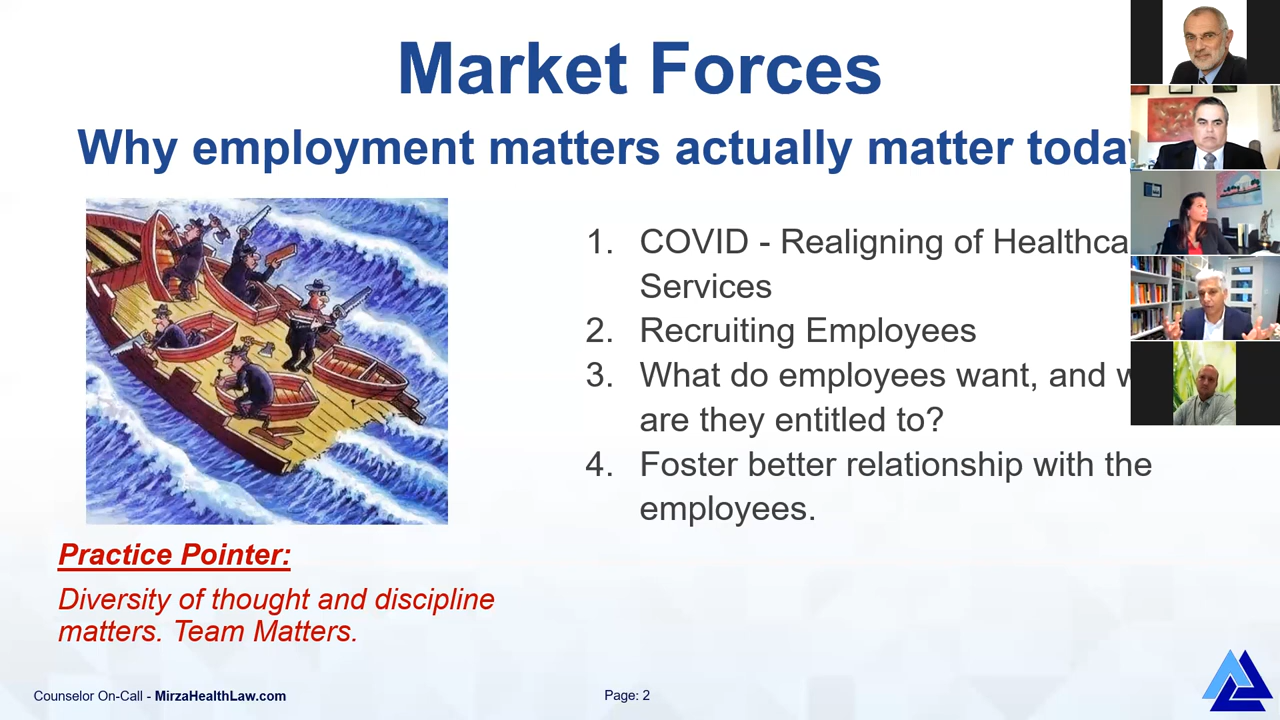 Market Forces
Why employment matters actually matter
1. COVID - Realigning of
Services
2. Recruiting Employees
3. What do employees want, and
are they entitled to?
4. Foster better relationship with the
employees.
Practice Pointer:
Diversity of thought and discipline
matters. Team Matters.
Counselor On-Call - MirzaHealthLaw.com
Page: 2